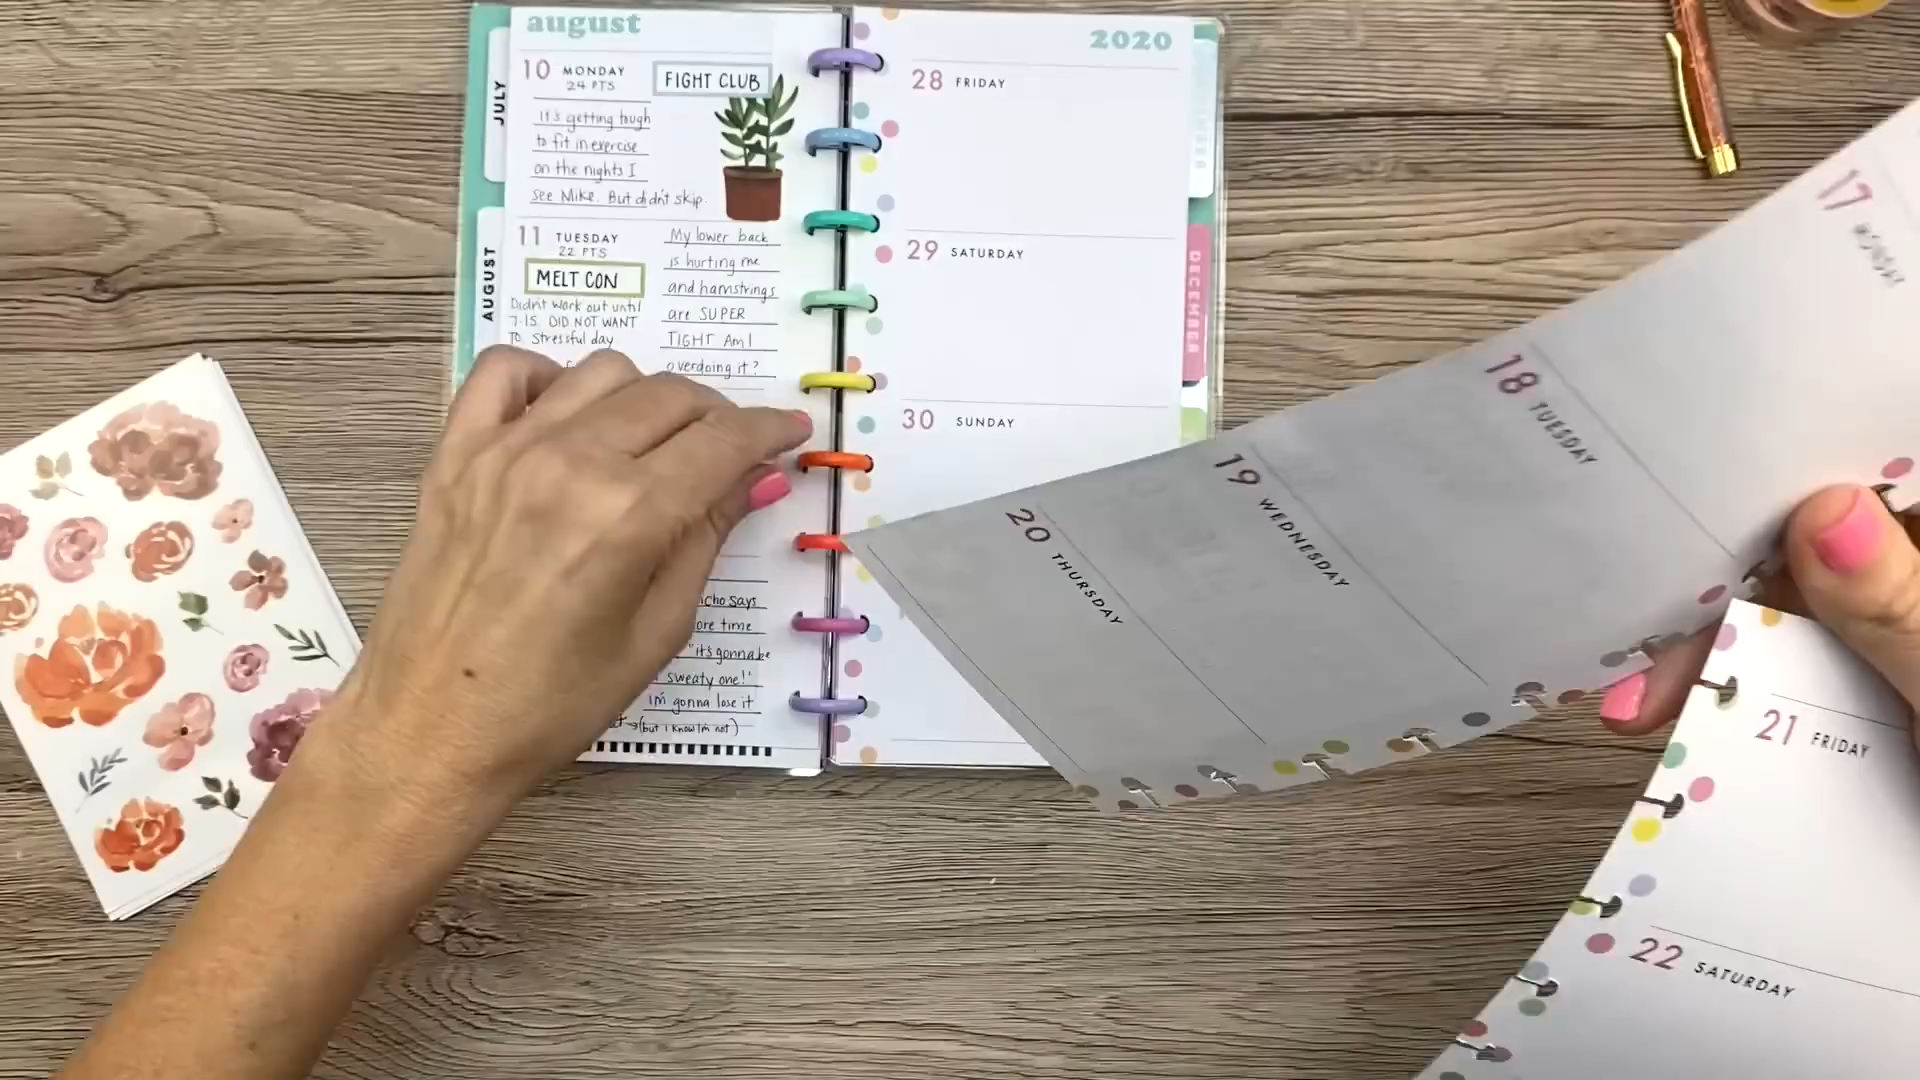 august
JULY
10 MONDAY
24 PTS
FIGHT CLUB
It's getting tough
to fit in exercise
on the nights I
see Mike. But didn't skip.
AUGUST
11 TUESDAY
22 PTS
MELT CON
Didn't work out until
7:15. DID NOT WANT
TO. Stressful day
My lower back
is hurting me
and hamstrings
are SUPER
TIGHT Am I
overdoing it?
says
ore time
"it's gonna be
sweaty one!"
I'm gonna lose it
(but I know I'm not)
2020
28 FRIDAY
29 SATURDAY
30 SUNDAY
DECEMBER
17
18 TUESDAY
19 WEDNESDAY
20 THURSDAY
21 FRIDAY
22 SATURDAY